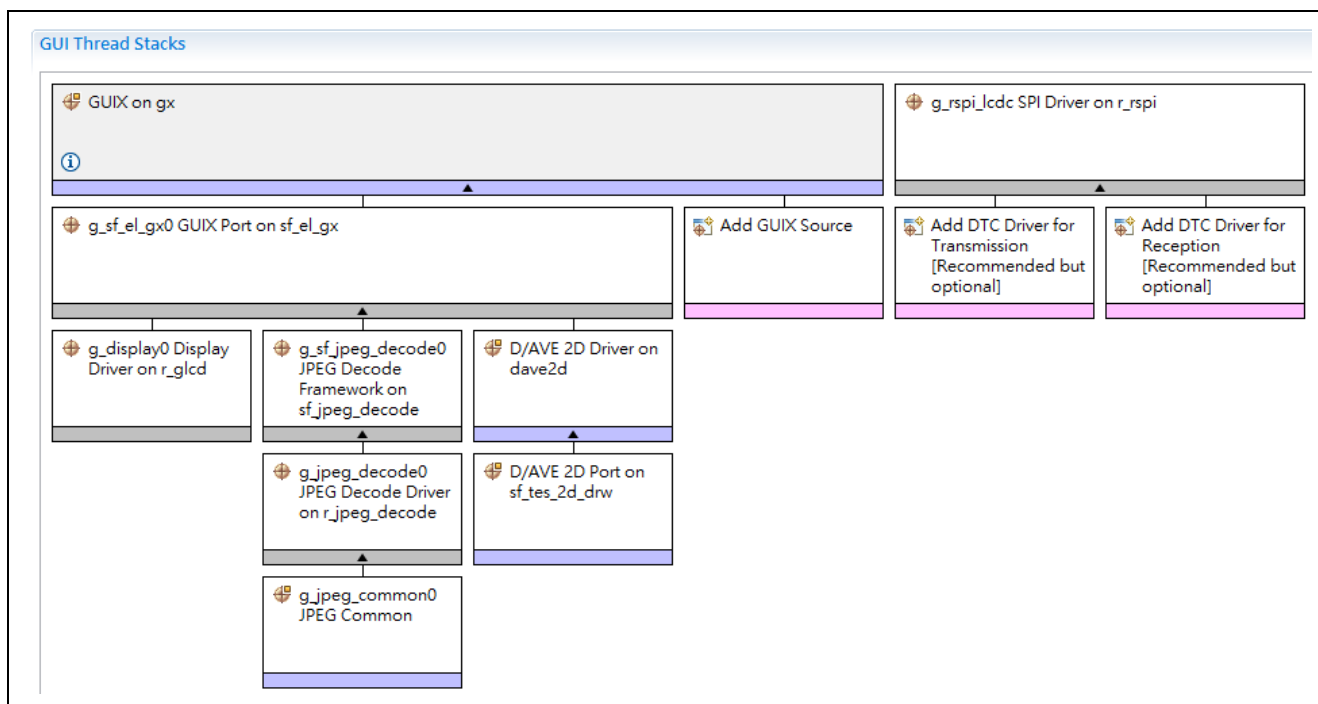 GUI Thread Stacks
GUIX on gx
g_rspi_lcdc SPI Driver on r_rspi
g_sf_el_gx0 GUIX Port on sf_el_gx
Add GUIX Source
Add DTC Driver for
Transmission
[Recommended but
optional]
Add DTC Driver for
Reception
[Recommended but
optional]
g_display0 Display
Driver on r_glcd
g_sf_jpeg_decode0
JPEG Decode
Framework on
sf_jpeg_decode
D/AVE 2D Driver on
dave2d
g_jpeg_decode0
JPEG Decode Driver
on r_jpeg_decode
D/AVE 2D Port on
sf_tes_2d_drw
g_jpeg_common0
JPEG Common